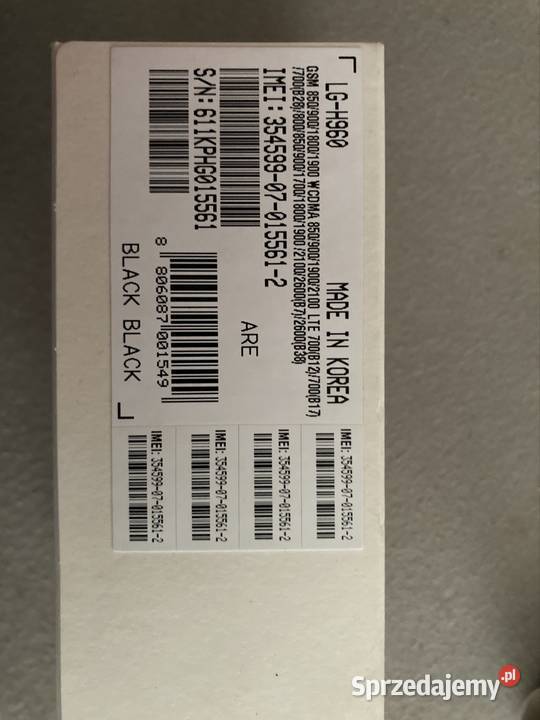 LG-H960 MADE IN KOREA
GSM 850/900/1800/1900 WCDMA 850/900/1900/2100 LTE 700(B12)/700(B17)
/700(B28)/800/850/900/1700/1800/1900/2100/2600(B7)/2600(B38)
IMEI: 354599-07-015561-2
ARE
S/N: 611KPHG015561
8 806087 001549
BLACK BLACK
IMEI: 354599-07-015561-2
IMEI: 354599-07-015561-2
IMEI: 354599-07-015561-2
IMEI: 354599-07-015561-2
Sprzedajemy.pl